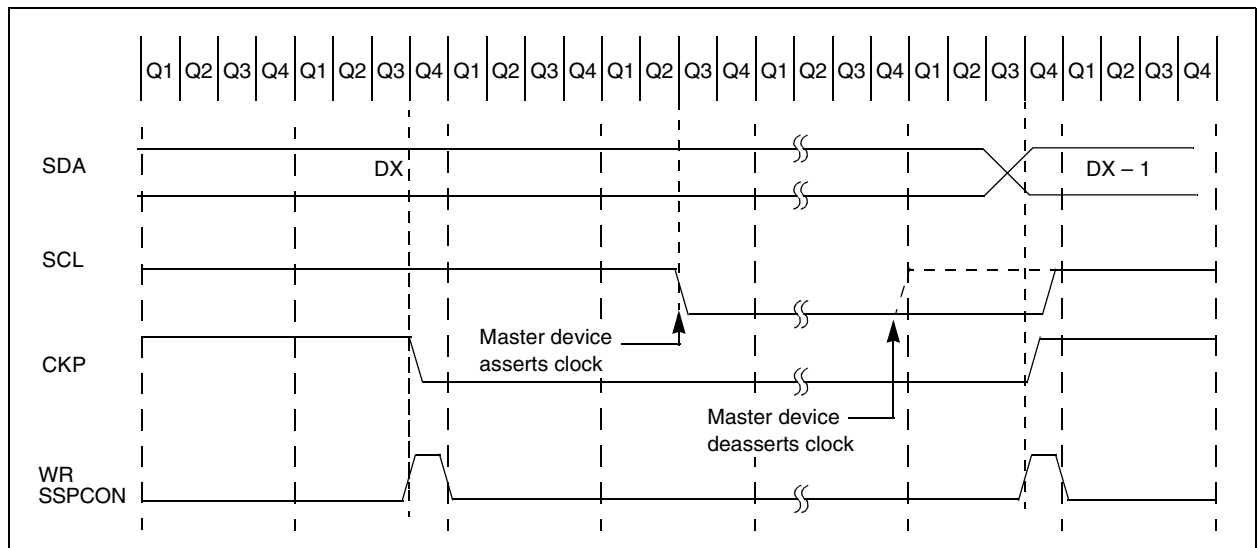 Q1 Q2 Q3 Q4 Q1 Q2 Q3 Q4 Q1 Q2 Q3 Q4 Q1 Q2 Q3 Q4 Q1 Q2 Q3 Q4 Q1 Q2 Q3 Q4 Q1 Q2 Q3 Q4
SDA
DX
DX – 1
SCL
Master device
asserts clock
CKP
Master device
deasserts clock
WR
SSPCON